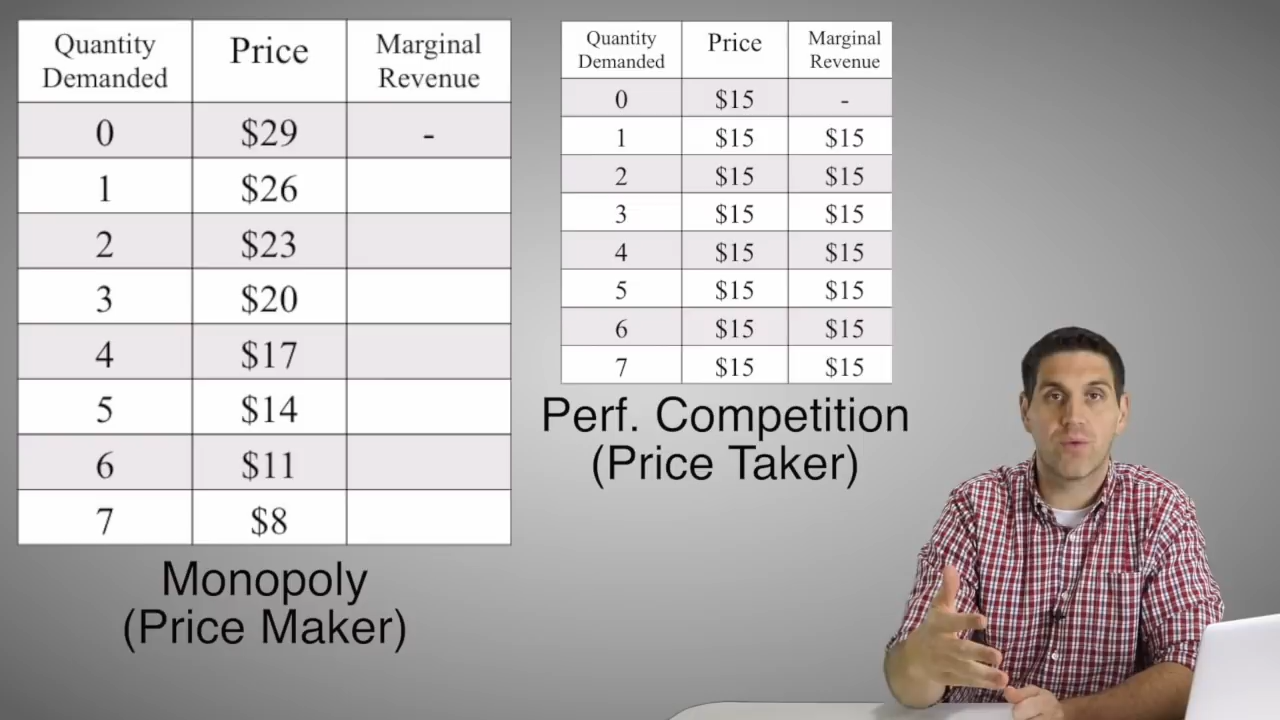 Quantity Demanded Price Marginal Revenue
0 $29 -
1 $26
2 $23
3 $20
4 $17
5 $14
6 $11
7 $8
Monopoly
(Price Maker)
Quantity Demanded Price Marginal Revenue
0 $15 -
1 $15 $15
2 $15 $15
3 $15 $15
4 $15 $15
5 $15 $15
6 $15 $15
7 $15 $15
Perf. Competition
(Price Taker)